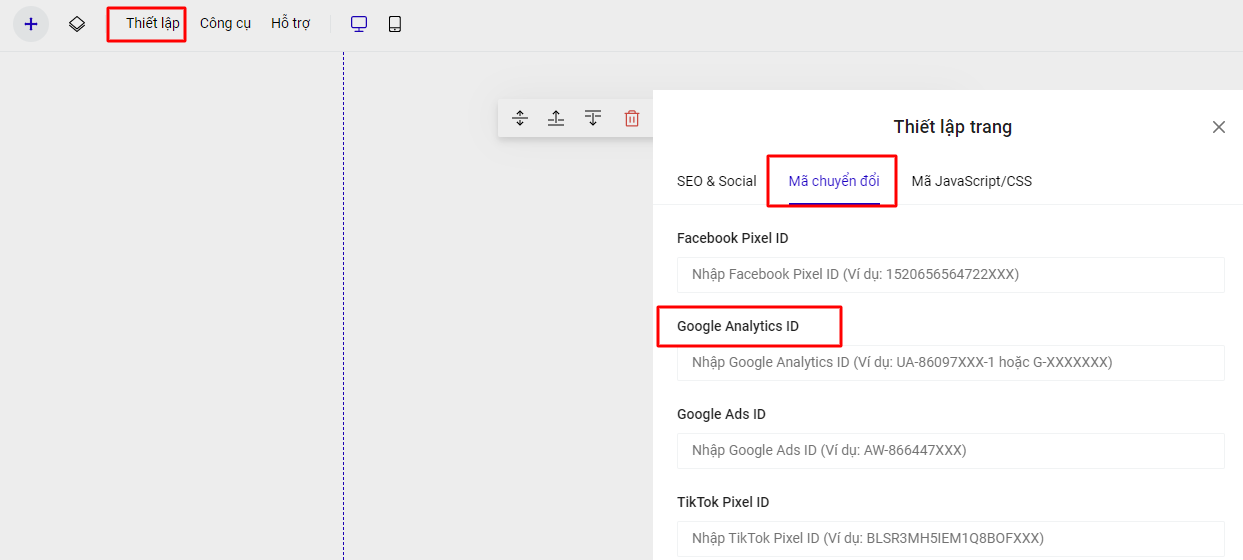 Thiết lập Công cụ Hỗ trợ
Thiết lập trang
SEO & Social Mã chuyển đổi Mã JavaScript/CSS
Facebook Pixel ID
Nhập Facebook Pixel ID (Ví dụ: 1520656564722XXX)
Google Analytics ID
Nhập Google Analytics ID (Ví dụ: UA-86097XXX-1 hoặc G-XXXXXXX)
Google Ads ID
Nhập Google Ads ID (Ví dụ: AW-866447XXX)
TikTok Pixel ID
Nhập TikTok Pixel ID (Ví dụ: BLSR3MH5IEM1Q8BOFXXX)